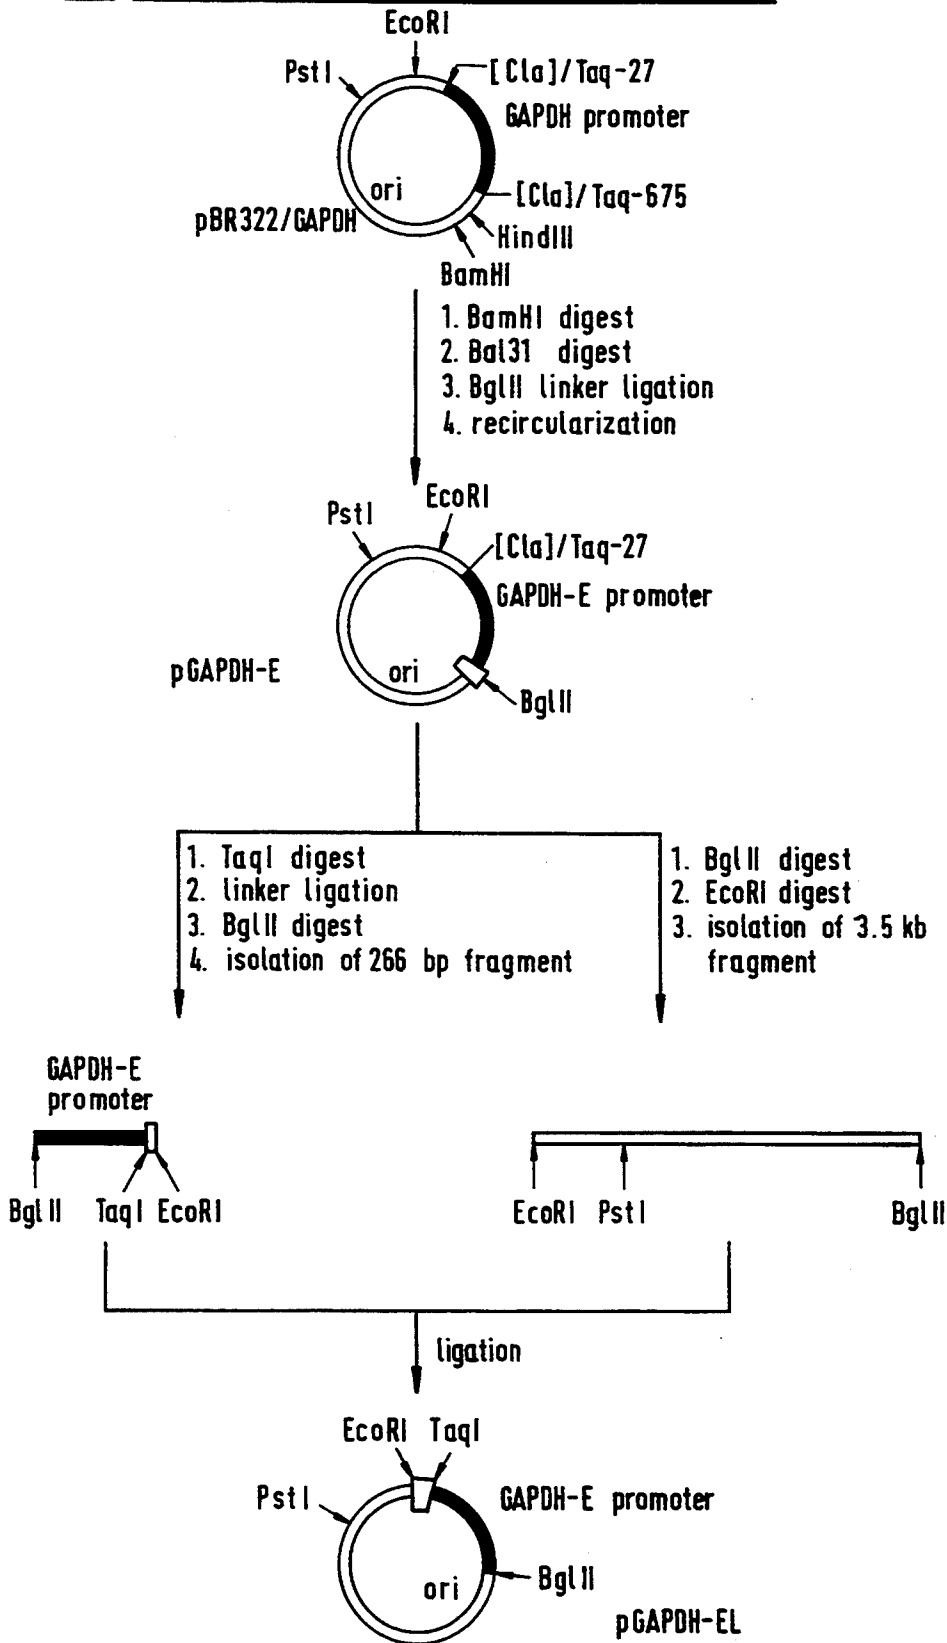 EcoRI
PstI
[Cla]/Taq-27
GAPDH promoter
ori
[Cla]/Taq-675
pBR322/GAPDH
HindIII
BamHI
1. BamHI digest
2. Bal31 digest
3. BglII linker ligation
4. recircularization
EcoRI
PstI
[Cla]/Taq-27
GAPDH-E promoter
pGAPDH-E
ori
BglII
1. TaqI digest
2. linker ligation
3. BglII digest
4. isolation of 266 bp fragment
1. BglII digest
2. EcoRI digest
3. isolation of 3.5 kb
fragment
GAPDH-E
promoter
BglII TaqI EcoRI
EcoRI PstI BglII
ligation
EcoRI TaqI
PstI
GAPDH-E promoter
ori
BglII
pGAPDH-EL